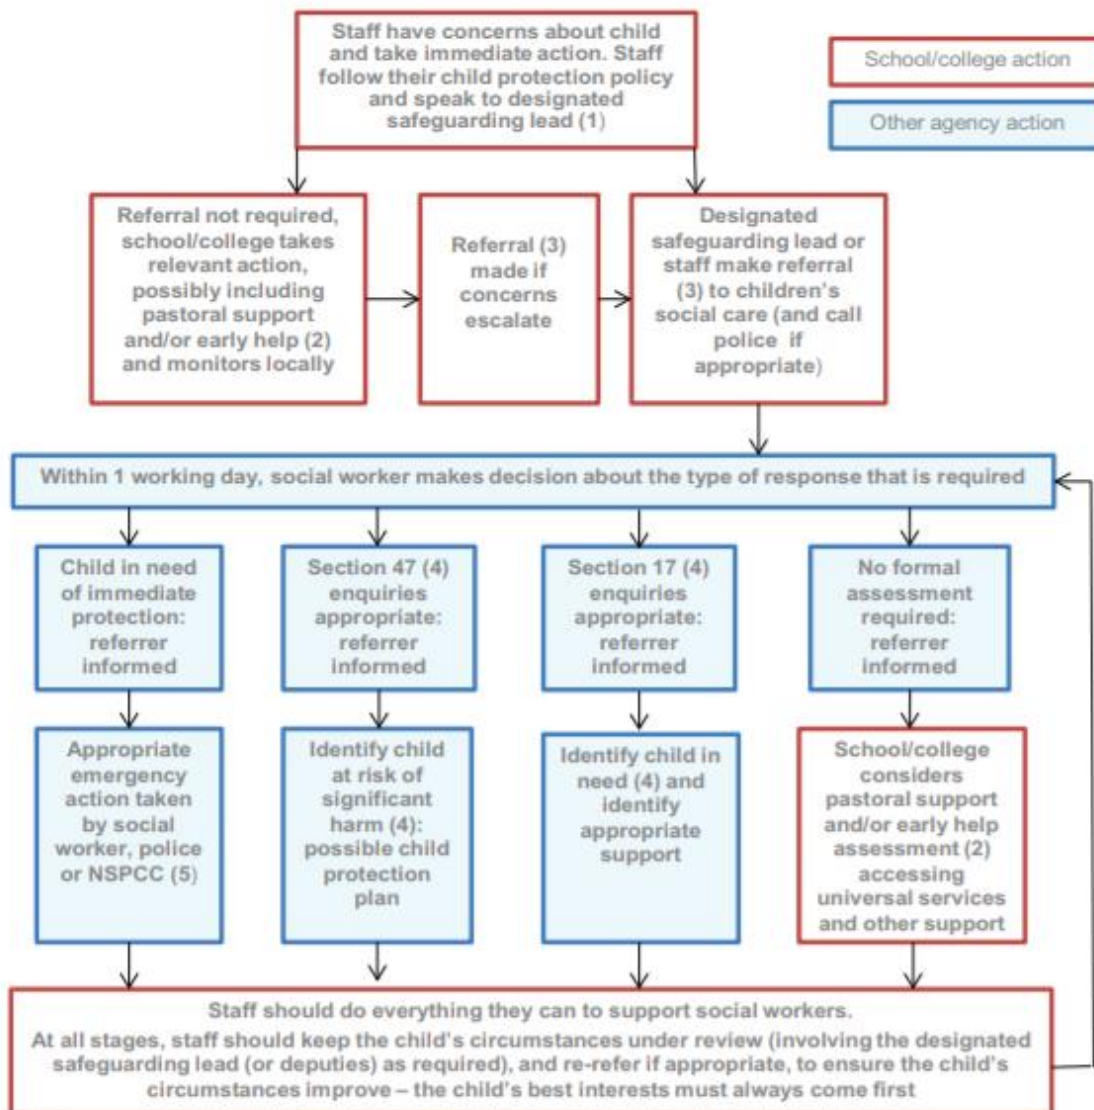 Staff have concerns about child
and take immediate action. Staff
follow their child protection policy
and speak to designated
safeguarding lead (1)
School/college action
Other agency action
Referral not required,
school/college takes
relevant action,
possibly including
pastoral support
and/or early help (2)
and monitors locally
Referral (3)
made if
concerns
escalate
Designated
safeguarding lead or
staff make referral
(3) to children's
social care (and call
police if
appropriate)
Within 1 working day, social worker makes decision about the type of response that is required
Child in need
of immediate
protection:
referrer
informed
Section 47 (4)
enquiries
appropriate:
referrer
informed
Section 17 (4)
enquiries
appropriate:
referrer
informed
No formal
assessment
required:
referrer
informed
Appropriate
emergency
action taken
by social
worker, police
or NSPCC (5)
Identify child
at risk of
significant
harm (4):
possible child
protection
plan
Identify child in
need (4) and
identify
appropriate
support
School/college
considers
pastoral support
and/or early help
assessment (2)
accessing
universal services
and other support
Staff should do everything they can to support social workers.
At all stages, staff should keep the child's circumstances under review (involving the designated
safeguarding lead (or deputies) as required), and re-refer if appropriate, to ensure the child's
circumstances improve – the child's best interests must always come first